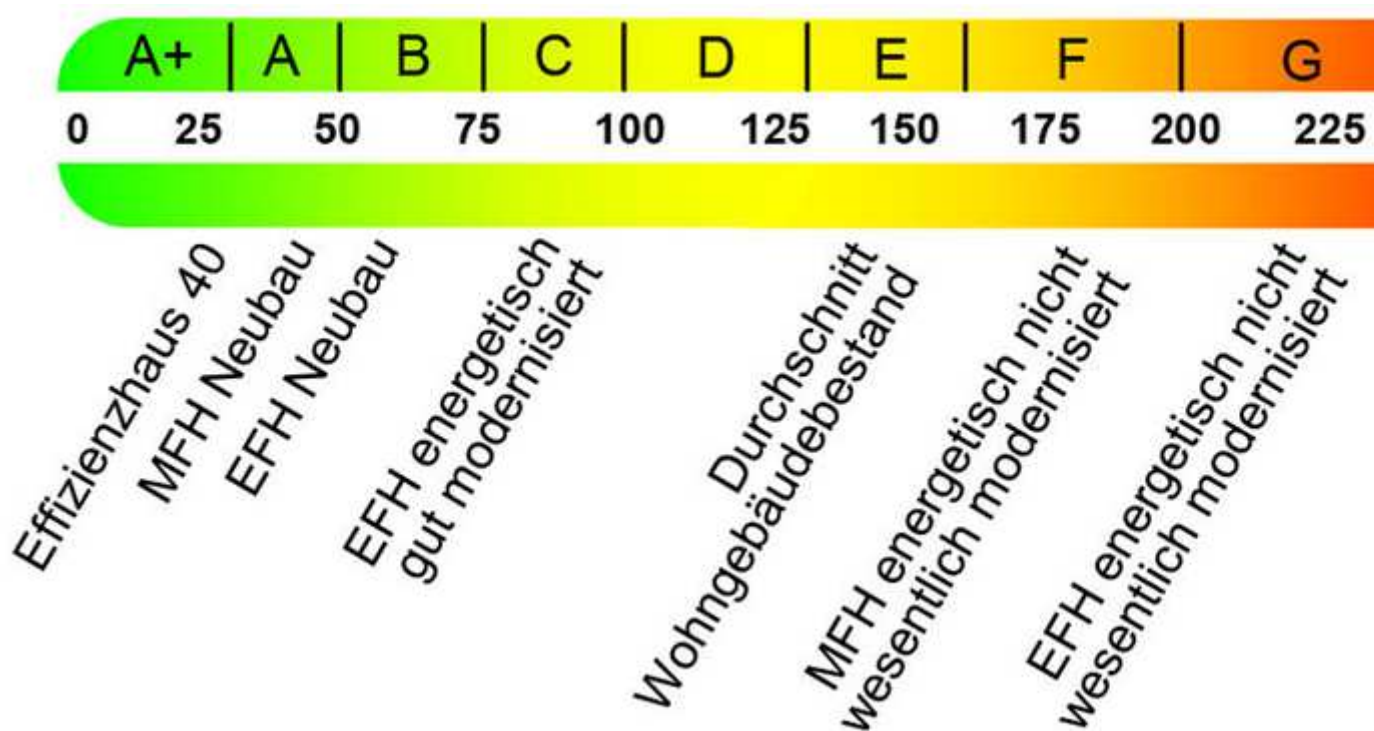 A+ A B C D E F G
0 25 50 75 100 125 150 175 200 225
Effizienzhaus 40
MFH Neubau
EFH Neubau
EFH energetisch
gut modernisiert
Durchschnitt
Wohngebäudebestand
MFH energetisch nicht
wesentlich modernisiert
EFH energetisch nicht
wesentlich modernisiert